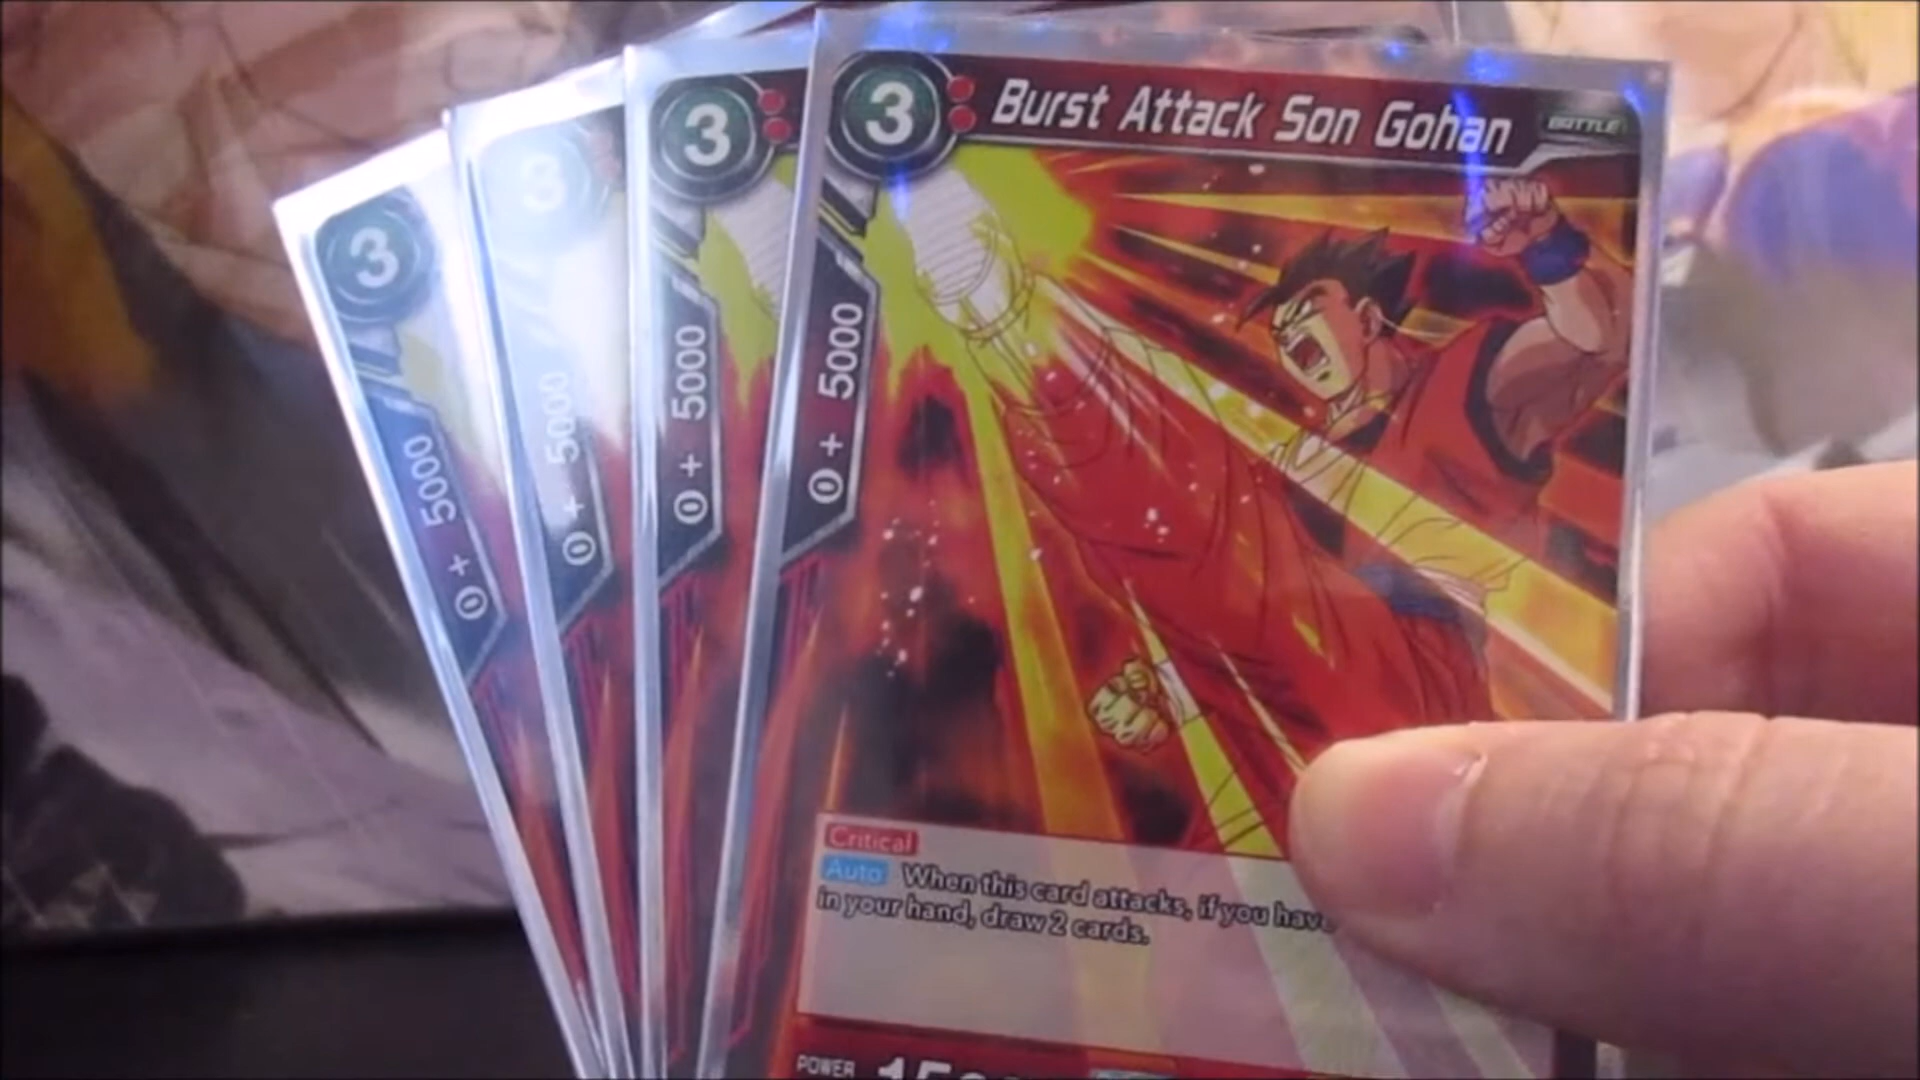 3
3
3
3
Burst Attack Son Gohan
BATTLE
0 + 5000
0 + 5000
0 + 5000
0 + 5000
Critical
Auto When this card attacks, if you have
in your hand, draw 2 cards.
POWER